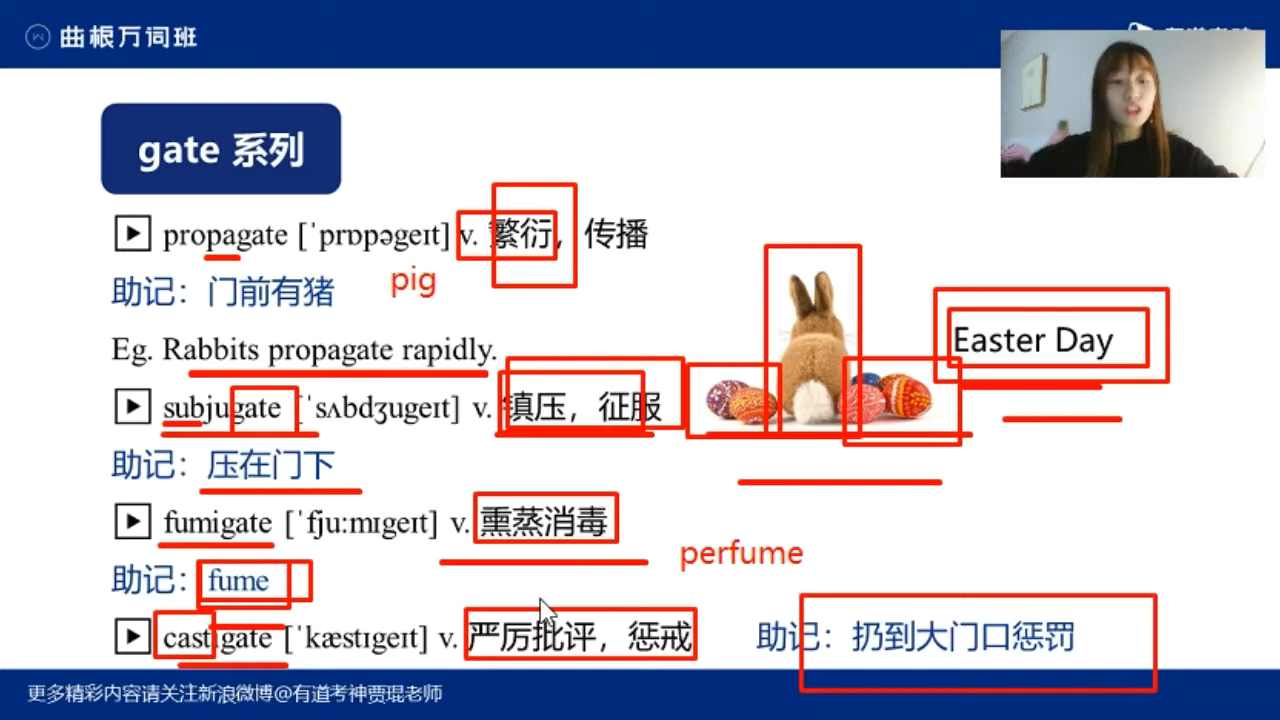 曲根万词班
gate 系列
propagate [ˈprɒpəgeɪt] v. 繁衍，传播
助记：门前有猪
pig
Eg. Rabbits propagate rapidly.
Easter Day
subjugate [ˈsʌbdʒugeɪt] v. 镇压，征服
助记：压在门下
fumigate [ˈfju:mɪgeɪt] v. 熏蒸消毒
perfume
助记：fume
castigate [ˈkæstɪgeɪt] v. 严厉批评，惩戒 助记：扔到大门口惩罚
更多精彩内容请关注新浪微博@有道考神贾琨老师